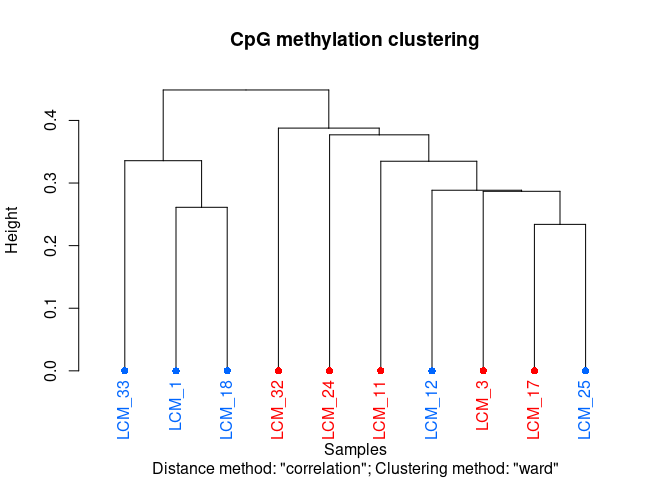 CpG methylation clustering
Height
0.4
0.3
0.2
0.1
0.0
LCM_33
LCM_1
LCM_18
LCM_32
LCM_24
LCM_11
LCM_12
LCM_3
LCM_17
LCM_25
Samples
Distance method: "correlation"; Clustering method: "ward"